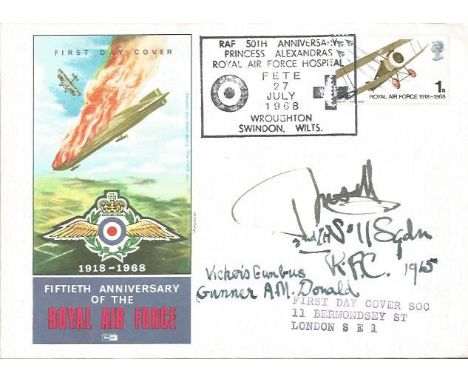 FIRST DAY COVER
1918-1968
FIFTIETH ANNIVERSARY
OF THE
ROYAL AIR FORCE
RAF 50TH ANNIVERSARY
PRINCESS ALEXANDRAS
ROYAL AIR FORCE HOSPITAL
FETE
27
JULY
1968
WROUGHTON
SWINDON, WILTS.
1
ROYAL AIR FORCE 1918-1968
11 Sqdn
R.F.C. 1915
Vickers Gunbus
Gunner A.M. Donald
FIRST DAY COVER SOC
11 BERMONDSEY ST
LONDON S E 1